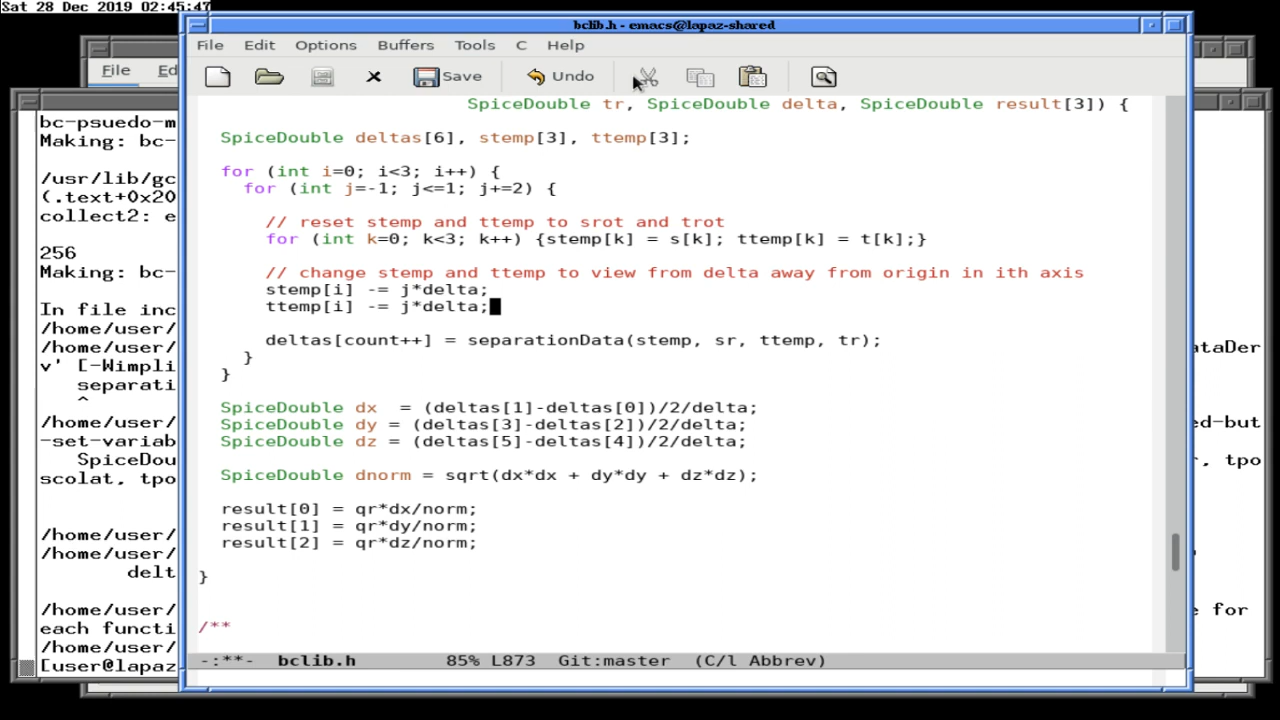 Sat 28 Dec 2019 02:45:47
bclib.h - emacs@lapaz-shared
File Edit Options Buffers Tools C Help
Save Undo
SpiceDouble tr, SpiceDouble delta, SpiceDouble result[3]) {
SpiceDouble deltas[6], stemp[3], ttemp[3];
for (int i=0; i<3; i++) {
for (int j=-1; j<=1; j+=2) {
// reset stemp and ttemp to srot and trot
for (int k=0; k<3; k++) {stemp[k] = s[k]; ttemp[k] = t[k];}
// change stemp and ttemp to view from delta away from origin in ith axis
stemp[i] -= j*delta;
ttemp[i] -= j*delta;
deltas[count++] = separationData(stemp, sr, ttemp, tr);
}
}
SpiceDouble dx  = (deltas[1]-deltas[0])/2/delta;
SpiceDouble dy = (deltas[3]-deltas[2])/2/delta;
SpiceDouble dz = (deltas[5]-deltas[4])/2/delta;
SpiceDouble dnorm = sqrt(dx*dx + dy*dy + dz*dz);
result[0] = qr*dx/norm;
result[1] = qr*dy/norm;
result[2] = qr*dz/norm;
}
/**
-:**-  bclib.h 85% L873 Git:master (C/l Abbrev)
File Ed
bc-psuedo-m
Making: bc-
/usr/lib/gc
(.text+0x20
collect2: e
256
Making: bc-
In file inc
/home/user/
/home/user/ ataDer
v' [-Wimpli
separati
^
/home/user/ ed-but
-set-variab
SpiceDou r, tpo
scolat, tpo
/home/user/
/home/user/
delt
/home/user/ e for
each functi
/home/user/
[user@lapaz